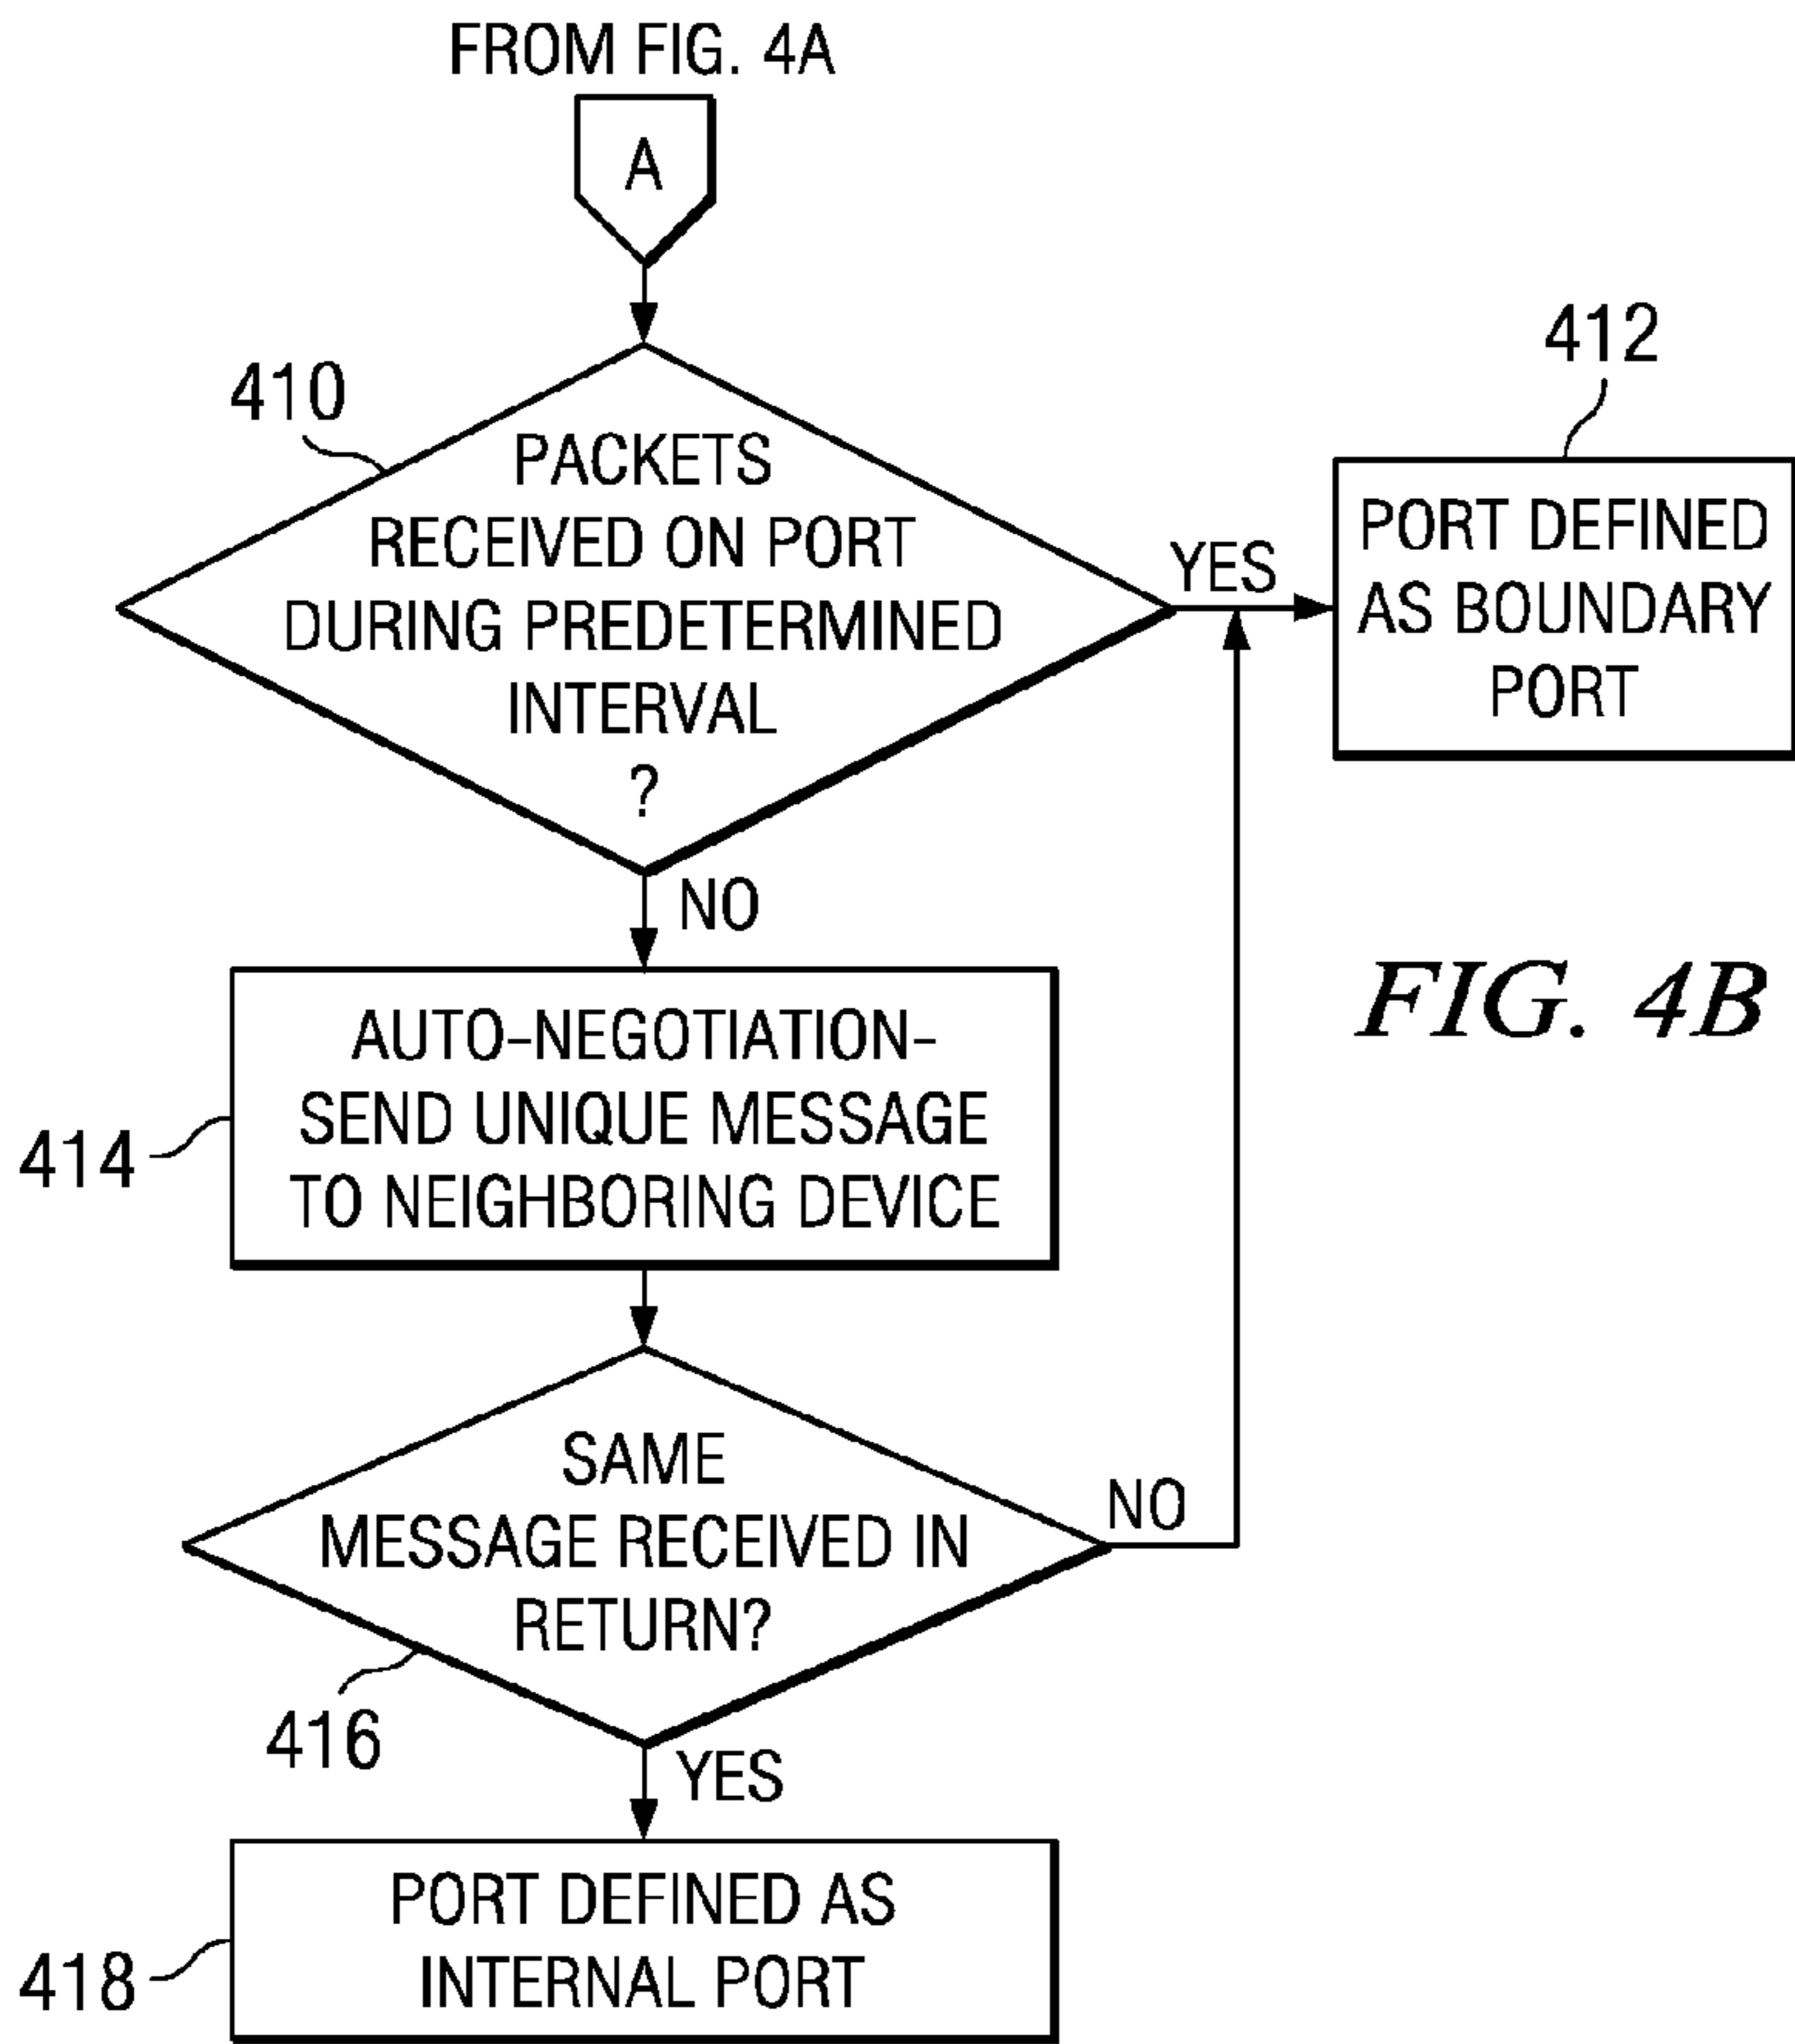 FROM FIG. 4A
A
410
PACKETS
RECEIVED ON PORT
DURING PREDETERMINED
INTERVAL
?
YES
412
PORT DEFINED
AS BOUNDARY
PORT
NO
FIG. 4B
414
AUTO-NEGOTIATION-
SEND UNIQUE MESSAGE
TO NEIGHBORING DEVICE
SAME
MESSAGE RECEIVED IN
RETURN?
NO
416
YES
418
PORT DEFINED AS
INTERNAL PORT